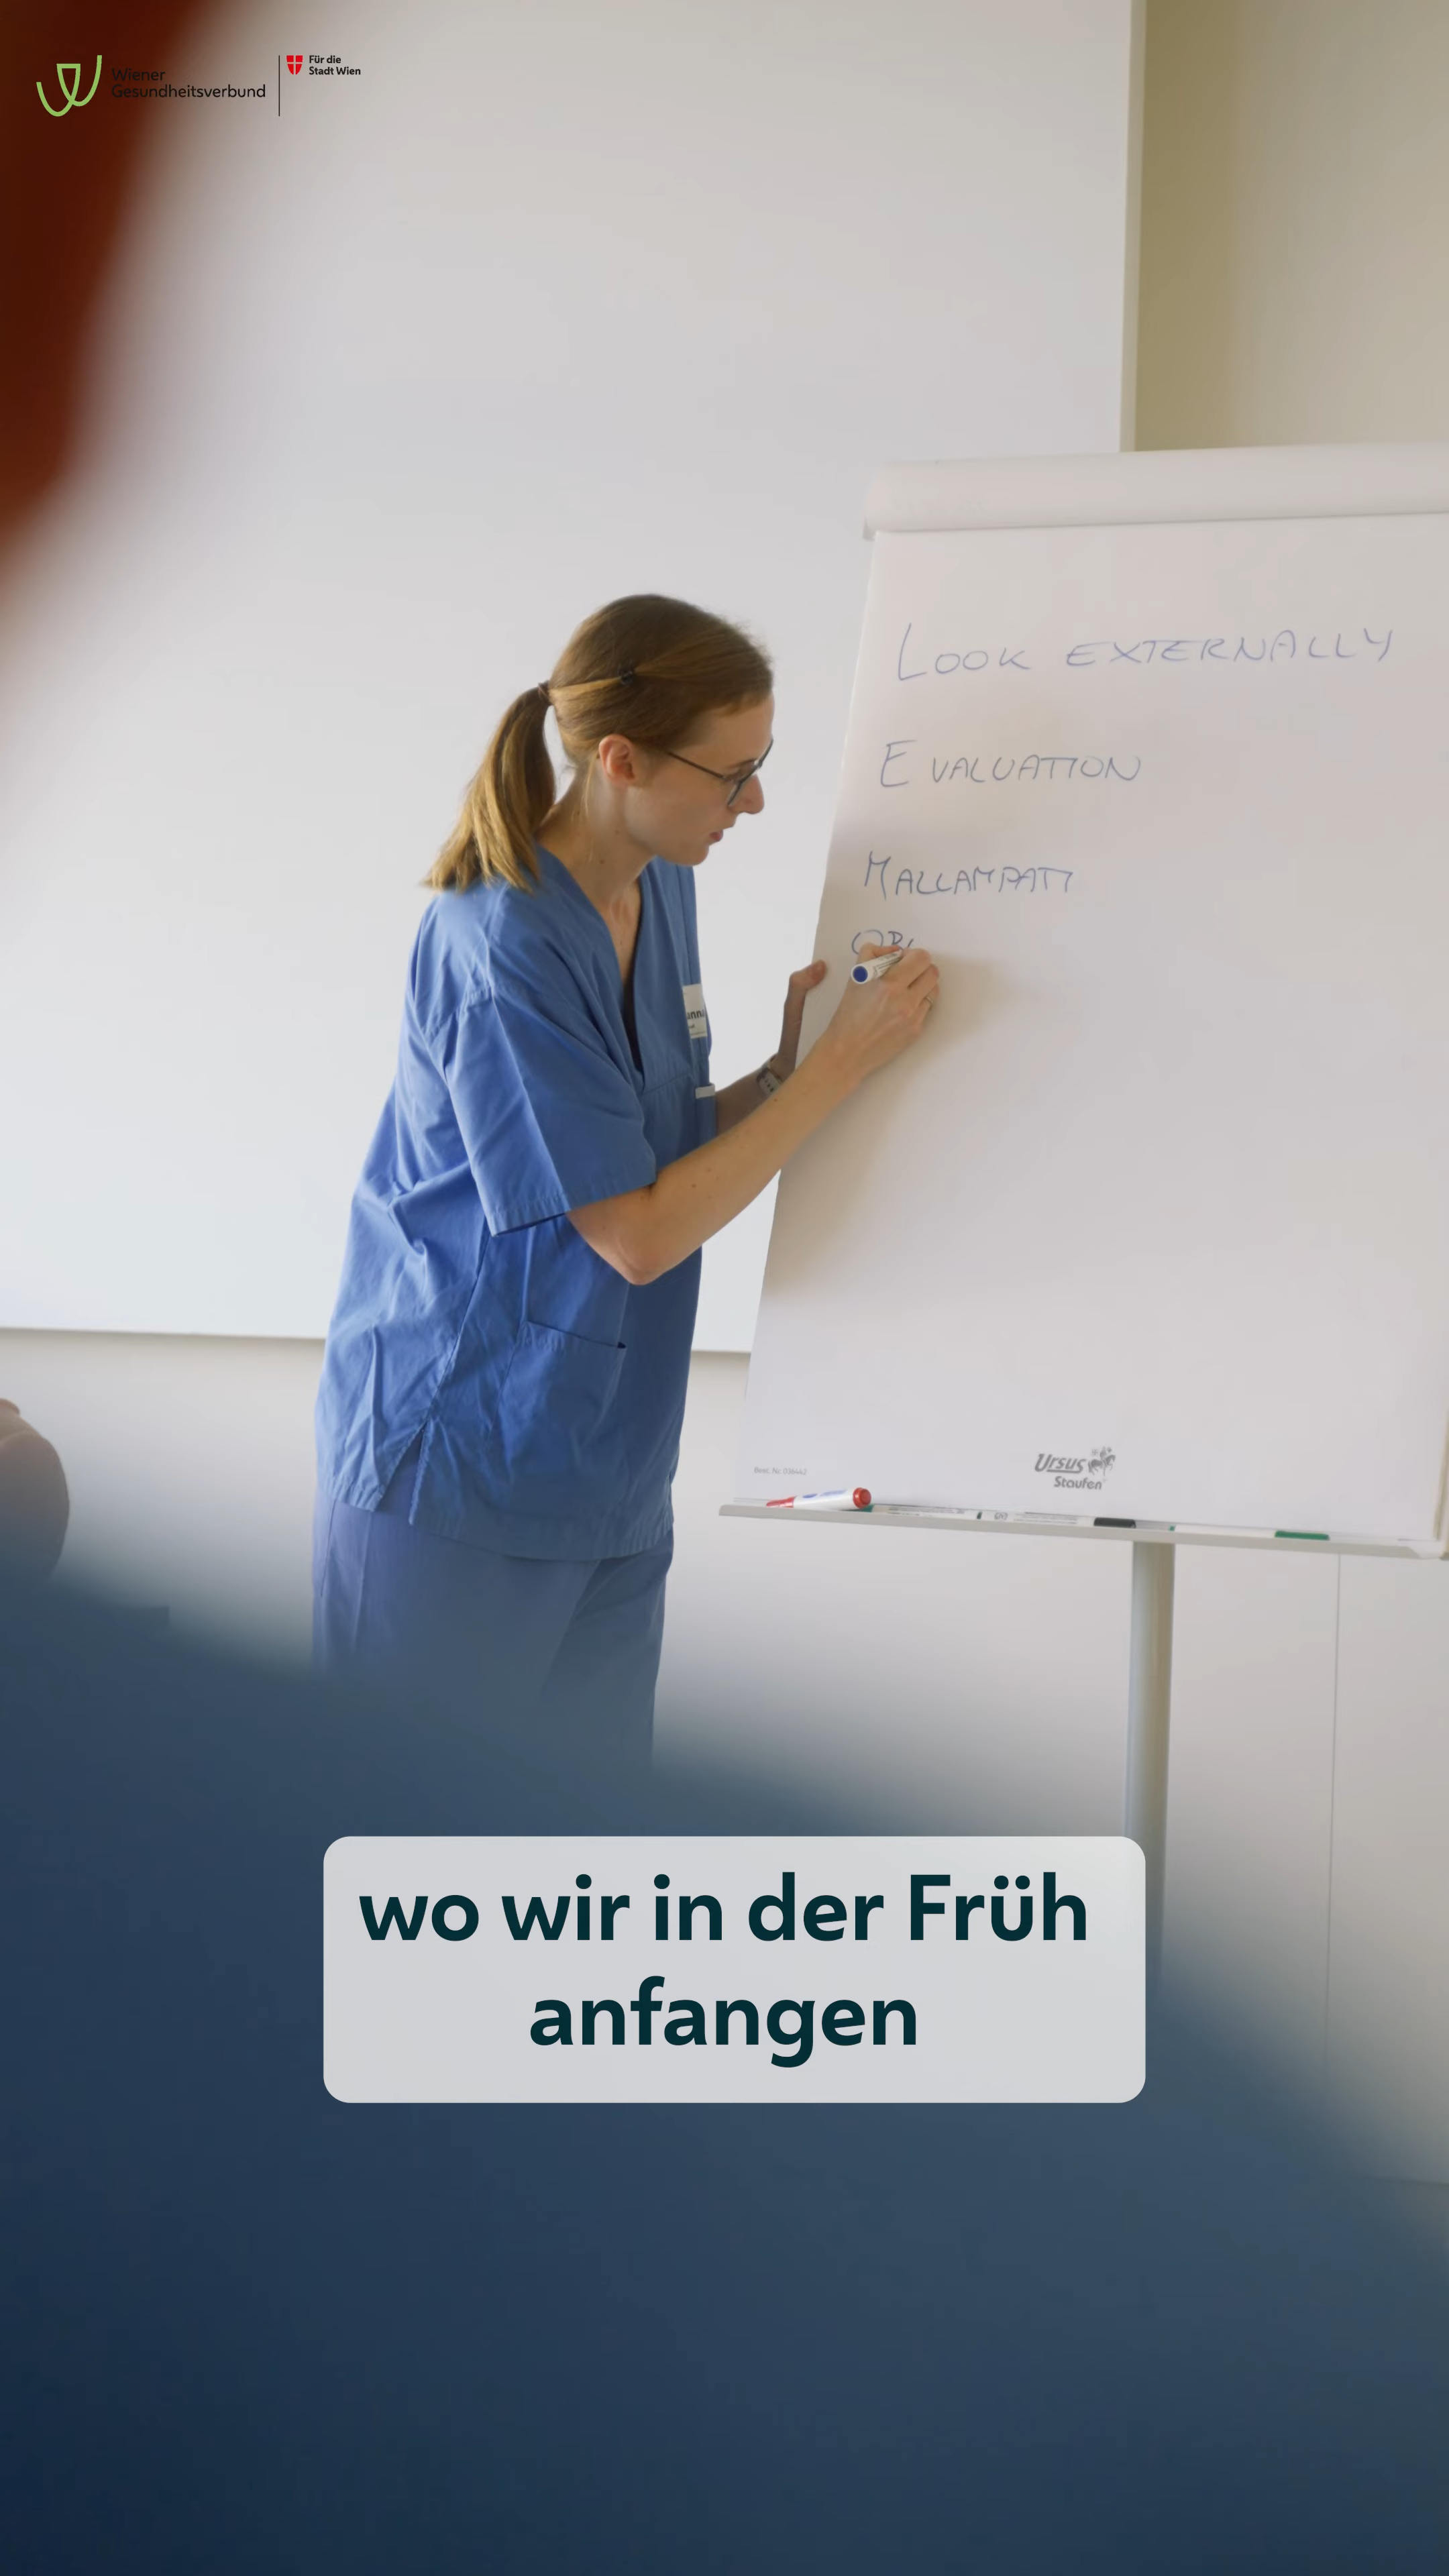 Wiener
Gesundheitsverbund
Für die
Stadt Wien
LOOK EXTERNALLY
EVALUATION
MALLAMPATI
wo wir in der Früh
anfangen
Ursus
Staufen